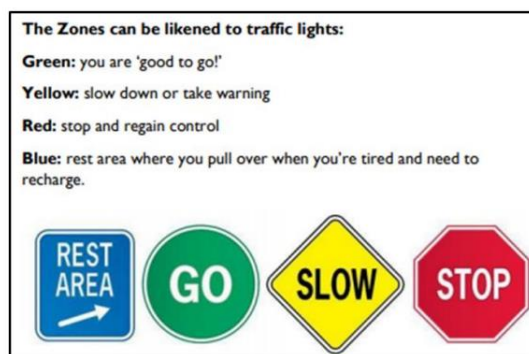 The Zones can be likened to traffic lights:
Green: you are ‘good to go!’
Yellow: slow down or take warning
Red: stop and regain control
Blue: rest area where you pull over when you're tired and need to
recharge.
REST
AREA
GO
SLOW
STOP